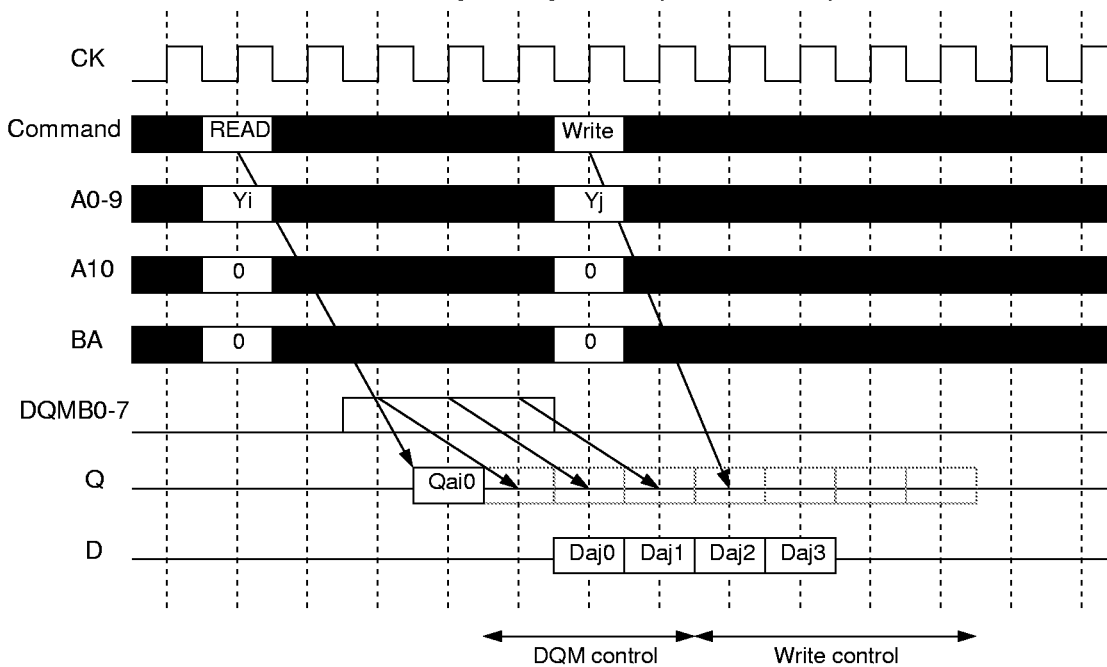 CK
Command READ Write
A0-9 Yi Yj
A10 0 0
BA 0 0
DQMB0-7
Q Qai0
D Daj0 Daj1 Daj2 Daj3
DQM control Write control